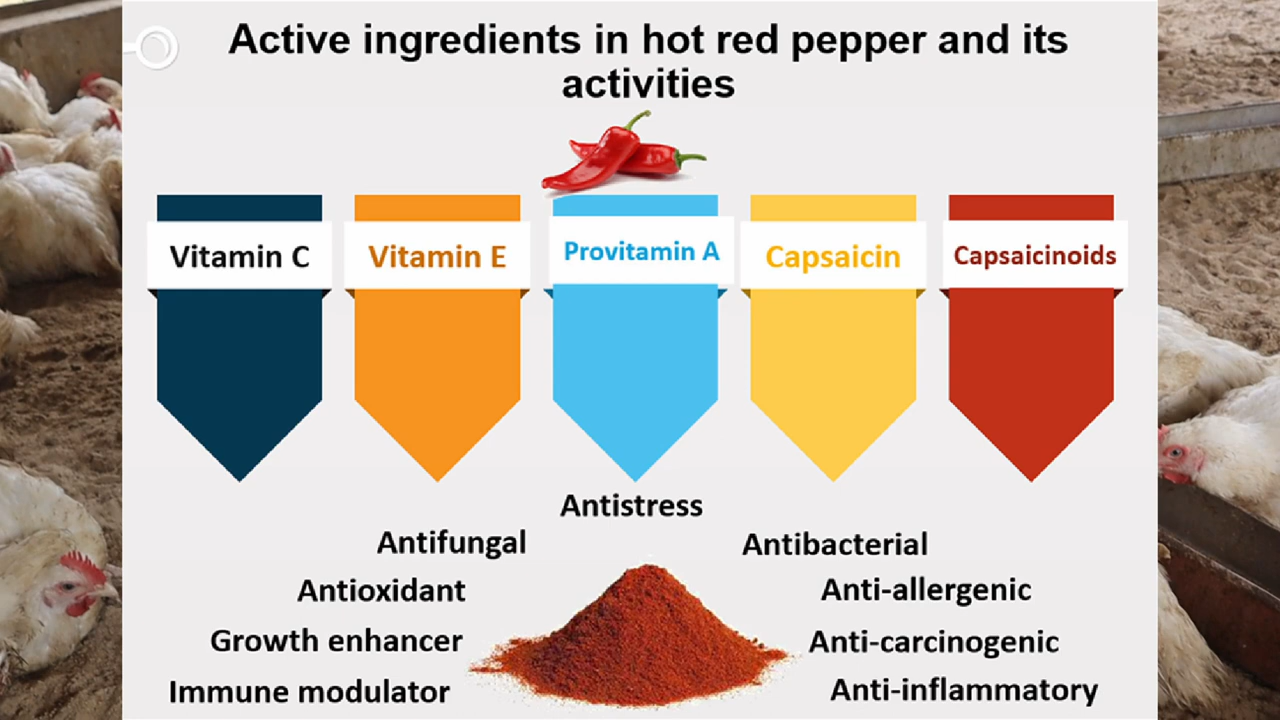 Active ingredients in hot red pepper and its
activities
Vitamin C
Vitamin E
Provitamin A
Capsaicin
Capsaicinoids
Antistress
Antifungal
Antibacterial
Antioxidant
Anti-allergenic
Growth enhancer
Anti-carcinogenic
Immune modulator
Anti-inflammatory